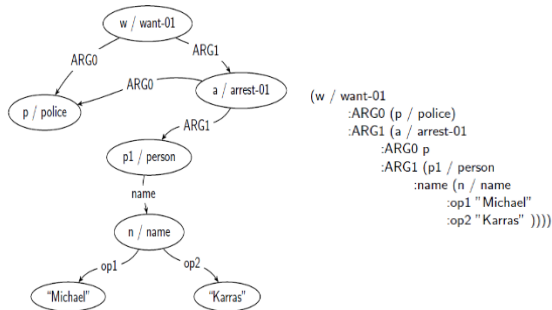 w / want-01
ARG0
ARG1
ARG0
a / arrest-01
p / police
ARG1
p1 / person
name
n / name
op1
op2
"Michael"
"Karras"
(w / want-01
:ARG0 (p / police)
:ARG1 (a / arrest-01
:ARG0 p
:ARG1 (p1 / person
:name (n / name
:op1 "Michael"
:op2 "Karras" ))))